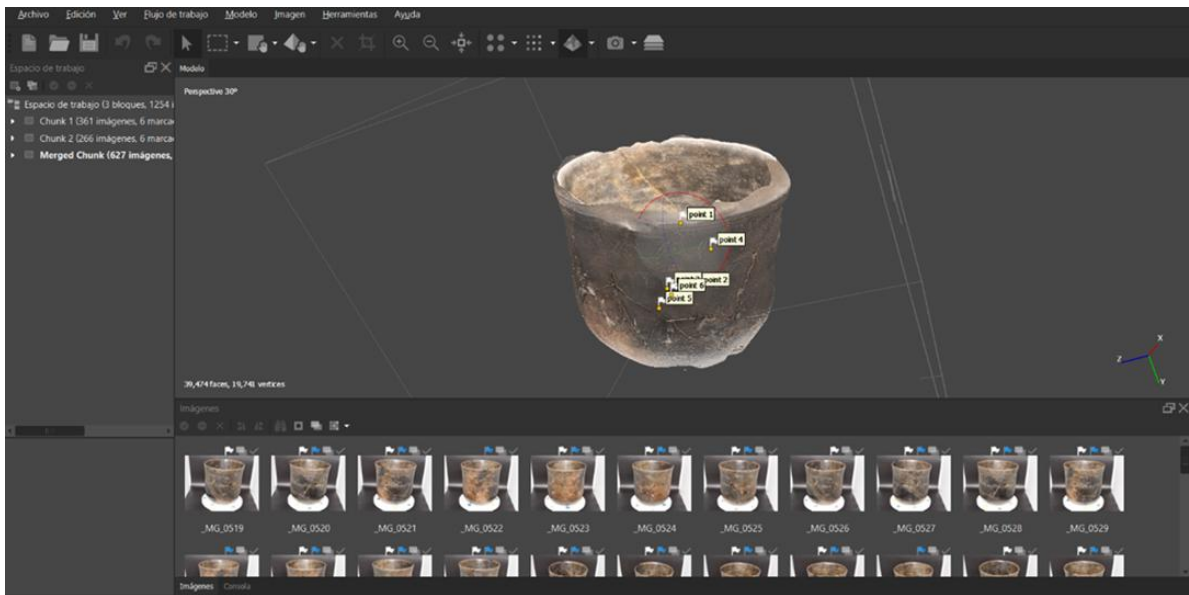 Archivo Edición Ver Flujo de trabajo Modelo Imagen Herramientas Ayuda
Espacio de trabajo
Modelo
Perspectiva 30°
Espacio de trabajo (3 bloques, 1254 i
Chunk 1 (361 imágenes, 6 marca
Chunk 2 (266 imágenes, 6 marca
Merged Chunk (627 imágenes,
point 1
point 4
point 2
point 6
point 5
X
Z
Y
39,474 faces, 19,741 vertices
Imágenes
_MG_0519 _MG_0520 _MG_0521 _MG_0522 _MG_0523 _MG_0524 _MG_0525 _MG_0526 _MG_0527 _MG_0528 _MG_0529
Imágenes Consola